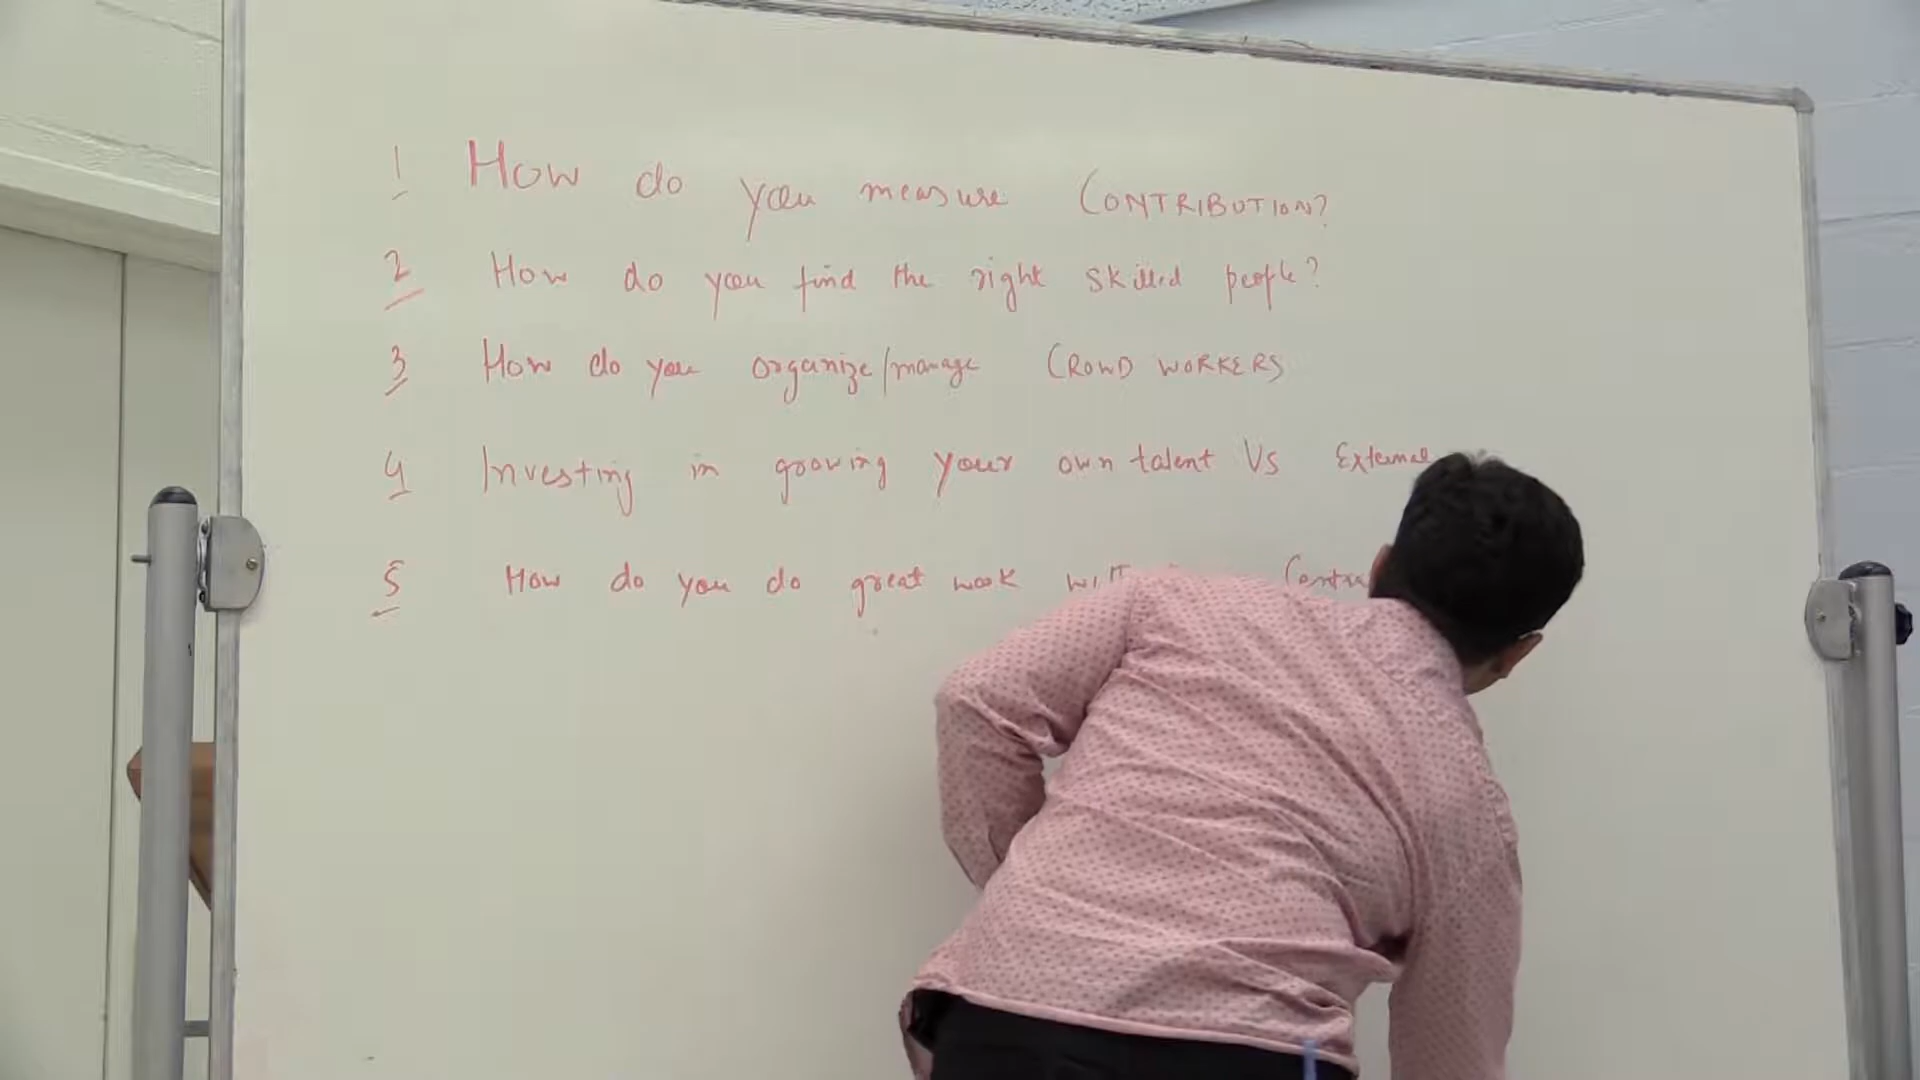 1 How do you measure CONTRIBUTION?
2 How do you find the right skilled people?
3 How do you organize/manage CROWD WORKERS
4 Investing in growing your own talent Vs External
5 How do you do great work